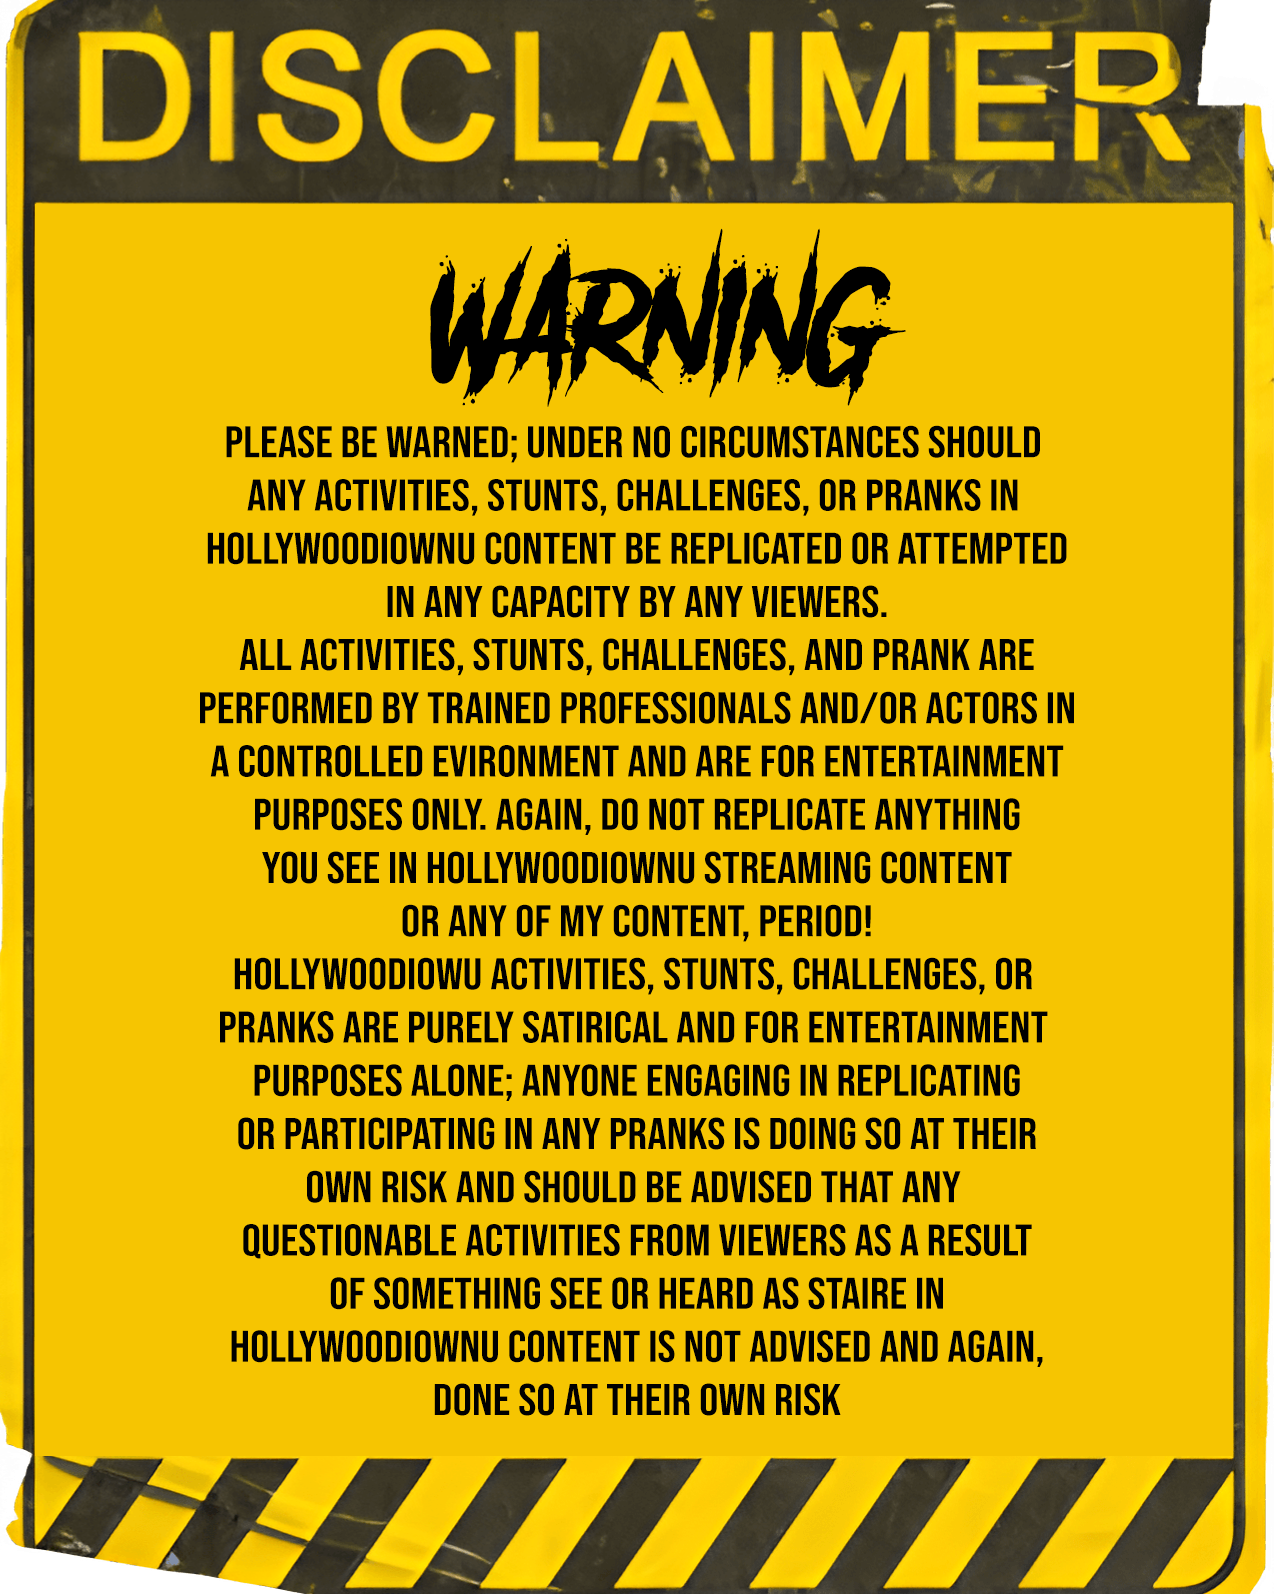 DISCLAIMER
WARNING
PLEASE BE WARNED; UNDER NO CIRCUMSTANCES SHOULD
ANY ACTIVITIES, STUNTS, CHALLENGES, OR PRANKS IN
HOLLYWOODIOWNU CONTENT BE REPLICATED OR ATTEMPTED
IN ANY CAPACITY BY ANY VIEWERS.
ALL ACTIVITIES, STUNTS, CHALLENGES, AND PRANK ARE
PERFORMED BY TRAINED PROFESSIONALS AND/OR ACTORS IN
A CONTROLLED EVIRONMENT AND ARE FOR ENTERTAINMENT
PURPOSES ONLY. AGAIN, DO NOT REPLICATE ANYTHING
YOU SEE IN HOLLYWOODIOWNU STREAMING CONTENT
OR ANY OF MY CONTENT, PERIOD!
HOLLYWOODIOWU ACTIVITIES, STUNTS, CHALLENGES, OR
PRANKS ARE PURELY SATIRICAL AND FOR ENTERTAINMENT
PURPOSES ALONE; ANYONE ENGAGING IN REPLICATING
OR PARTICIPATING IN ANY PRANKS IS DOING SO AT THEIR
OWN RISK AND SHOULD BE ADVISED THAT ANY
QUESTIONABLE ACTIVITIES FROM VIEWERS AS A RESULT
OF SOMETHING SEE OR HEARD AS STAIRE IN
HOLLYWOODIOWNU CONTENT IS NOT ADVISED AND AGAIN,
DONE SO AT THEIR OWN RISK